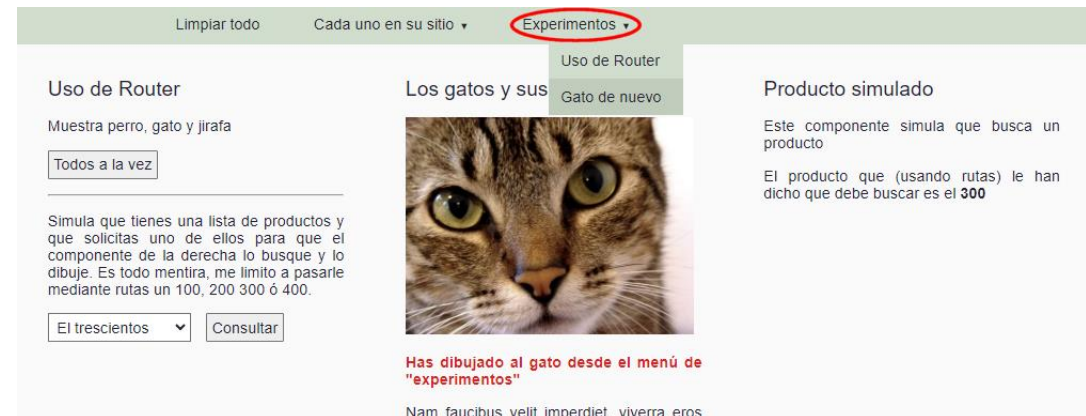 Limpiar todo Cada uno en su sitio ▾ Experimentos ▾
Uso de Router
Gato de nuevo
Uso de Router
Muestra perro, gato y jirafa
Todos a la vez
Simula que tienes una lista de productos y
que solicitas uno de ellos para que el
componente de la derecha lo busque y lo
dibuje. Es todo mentira, me limito a pasarle
mediante rutas un 100, 200 300 ó 400.
El trescientos Consultar
Los gatos y sus
Has dibujado al gato desde el menú de
"experimentos"
Nam faucibus velit imperdiet, viverra eros
Producto simulado
Este componente simula que busca un
producto
El producto que (usando rutas) le han
dicho que debe buscar es el 300